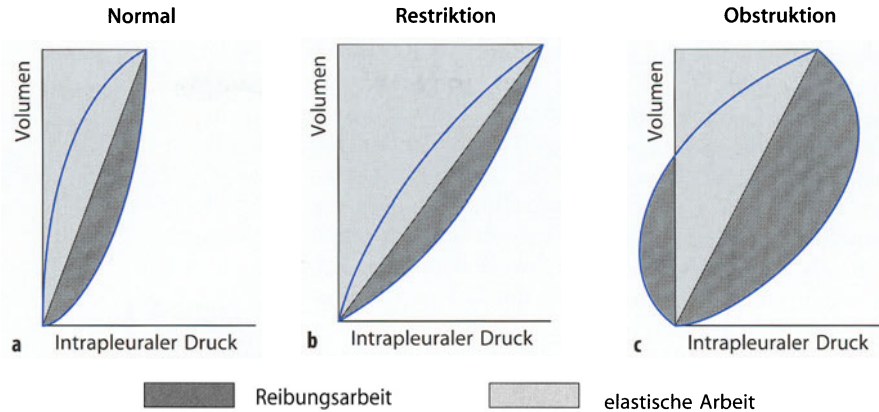 Normal
Restriktion
Obstruktion
Volumen
Volumen
Volumen
a Intrapleuraler Druck
b Intrapleuraler Druck
c Intrapleuraler Druck
Reibungsarbeit
elastische Arbeit